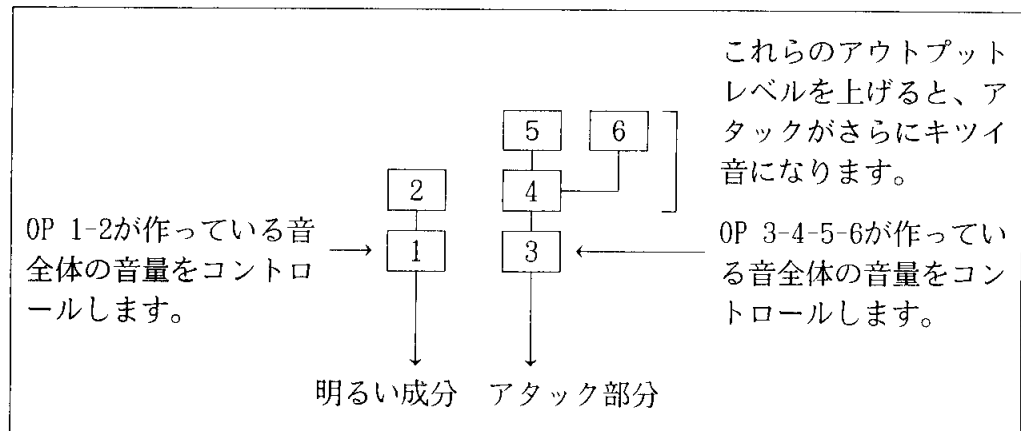 これらのアウトプット
レベルを上げると、ア
タックがさらにキツイ
音になります。
5 6
2 4
OP 1-2が作っている音
全体の音量をコントロ
ールします。
1 3
OP 3-4-5-6が作ってい
る音全体の音量をコン
トロールします。
明るい成分 アタック部分